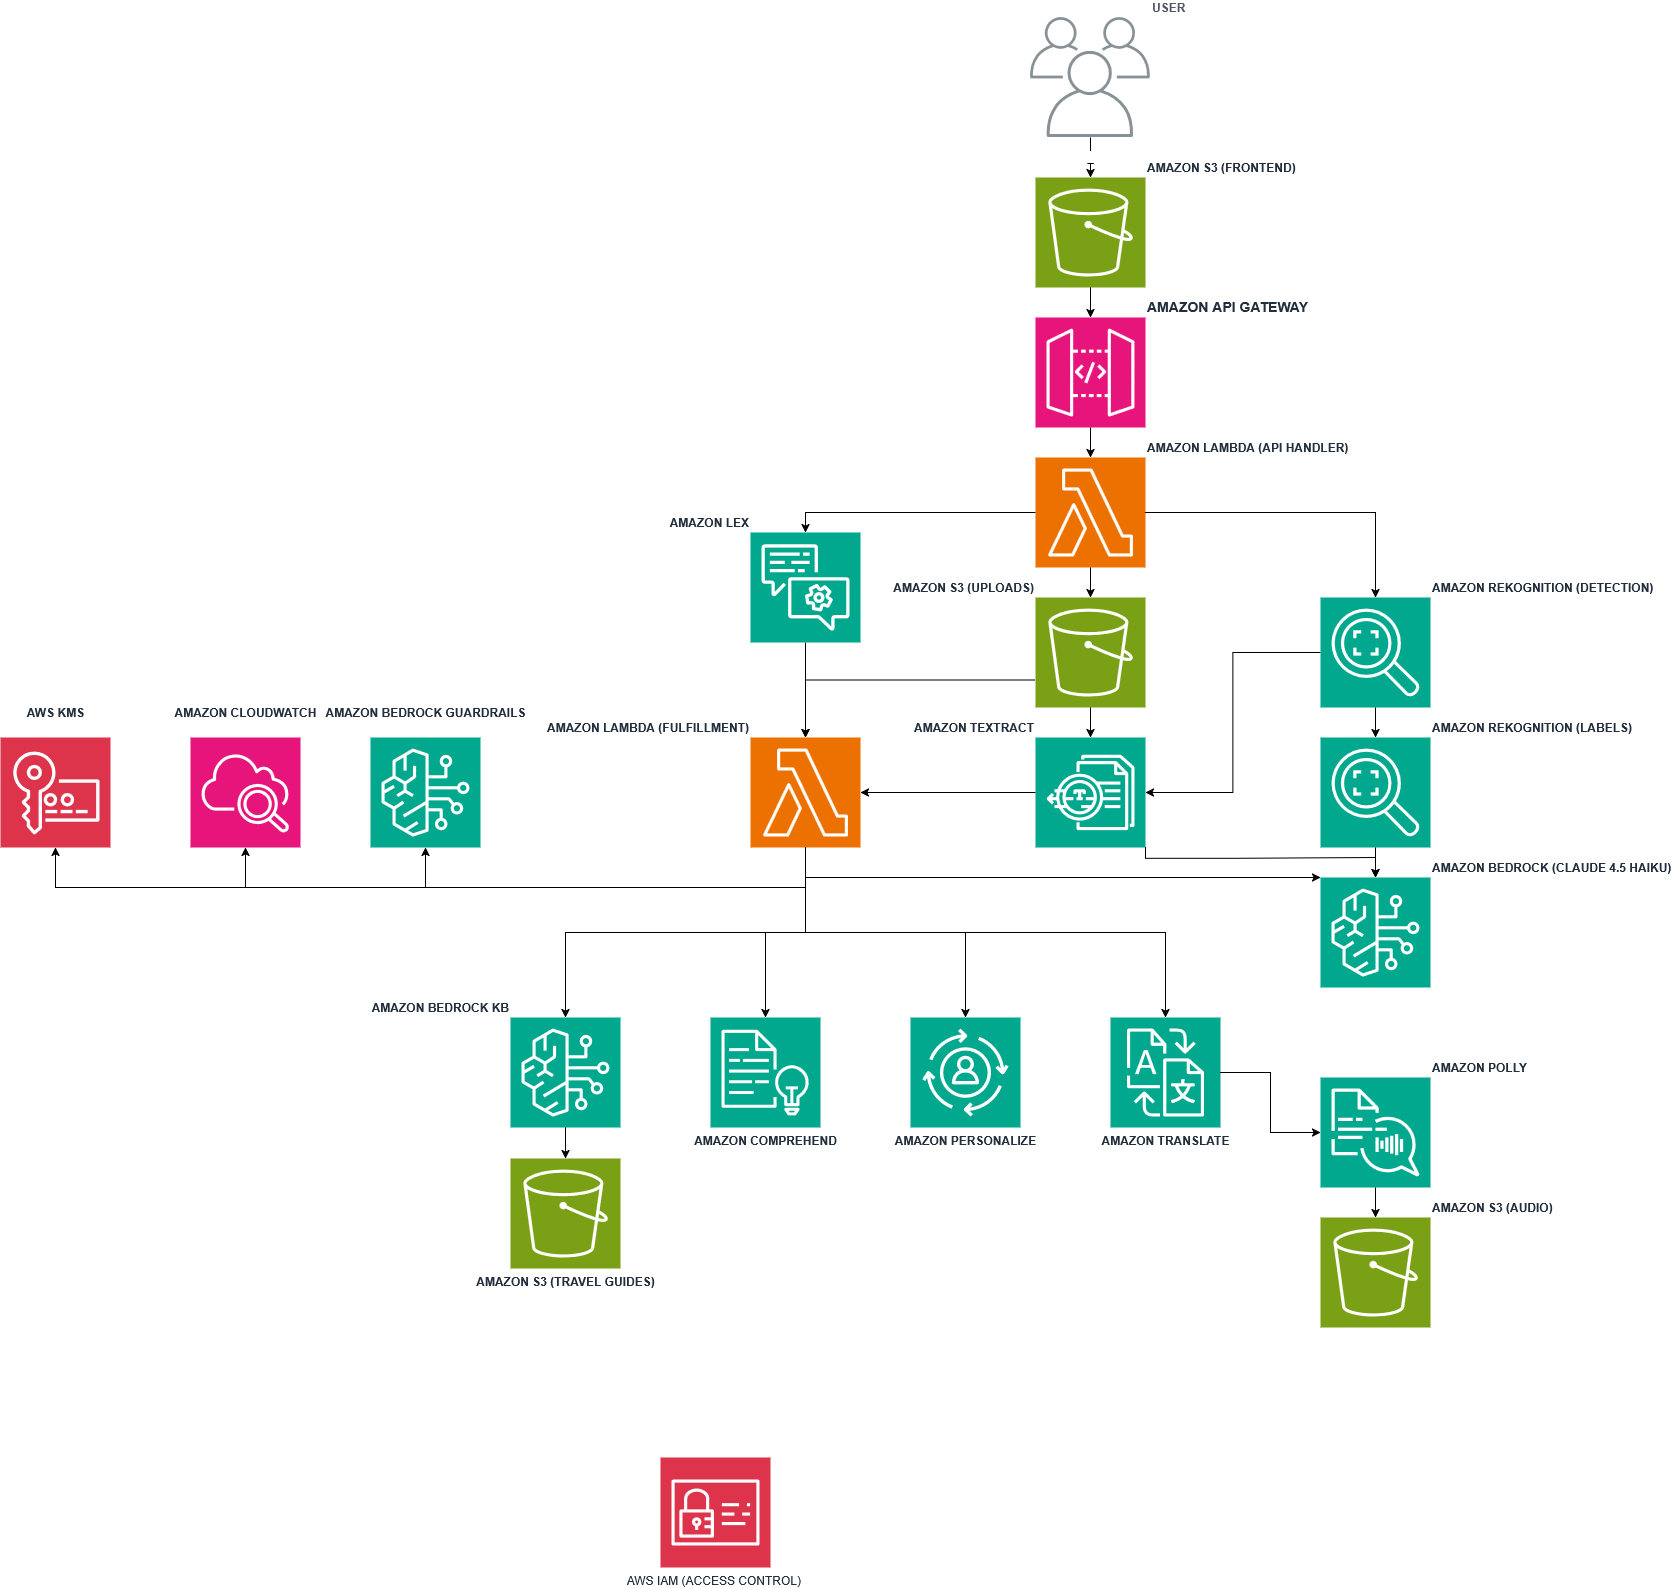 USER
AMAZON S3 (FRONTEND)
AMAZON API GATEWAY
</>
AMAZON LAMBDA (API HANDLER)
AMAZON LEX
AMAZON S3 (UPLOADS)
AMAZON REKOGNITION (DETECTION)
AWS KMS
AMAZON CLOUDWATCH
AMAZON BEDROCK GUARDRAILS
AMAZON LAMBDA (FULFILLMENT)
AMAZON TEXTRACT
AMAZON REKOGNITION (LABELS)
T
AMAZON BEDROCK (CLAUDE 4.5 HAIKU)
AMAZON BEDROCK KB
A
文
AMAZON POLLY
AMAZON COMPREHEND
AMAZON PERSONALIZE
AMAZON TRANSLATE
AMAZON S3 (AUDIO)
AMAZON S3 (TRAVEL GUIDES)
AWS IAM (ACCESS CONTROL)